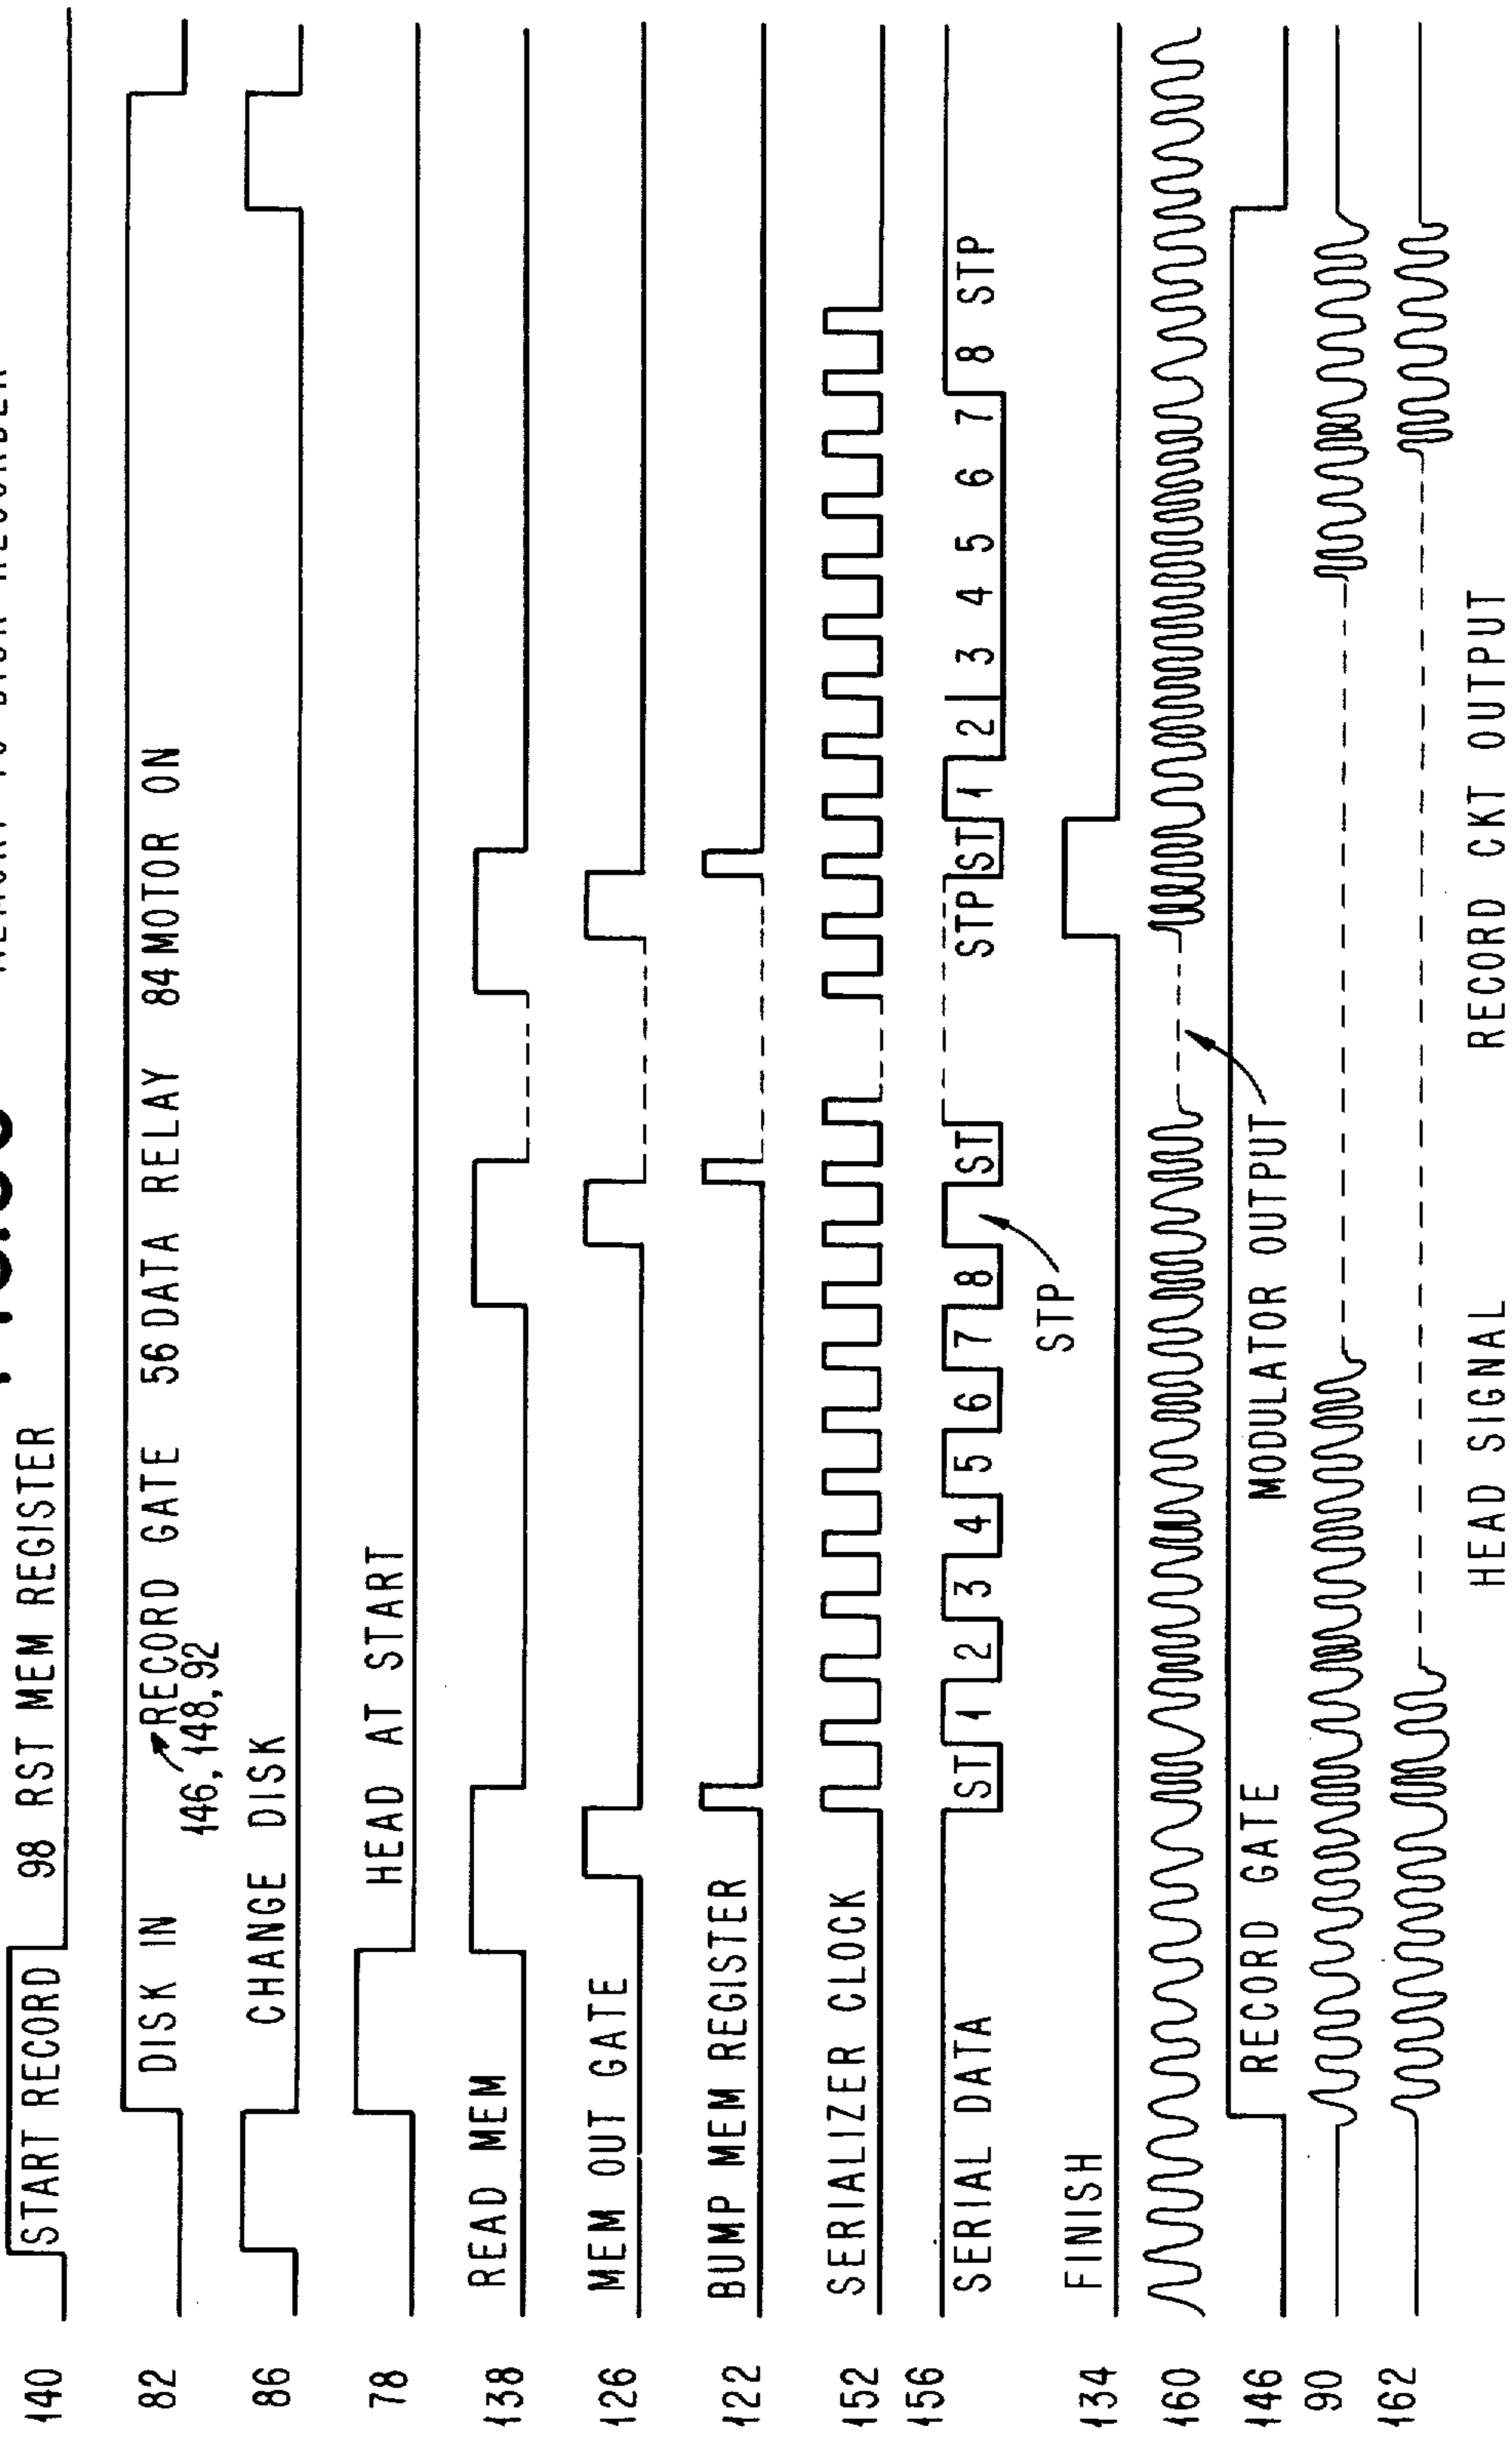 140 START RECORD 98 RST MEM REGISTER
82 DISK IN RECORD GATE 56 DATA RELAY 84 MOTOR ON
146, 148, 92
86 CHANGE DISK
78 HEAD AT START
138 READ MEM
126 MEM OUT GATE
122 BUMP MEM REGISTER
152 SERIALIZER CLOCK
156 SERIAL DATA ST 1 2 3 4 5 6 7 8 ST STP ST 1 2 3 4 5 6 7 8 STP
STP
134 FINISH
160
MODULATOR OUTPUT
146 RECORD GATE
90
162
HEAD SIGNAL RECORD CKT OUTPUT